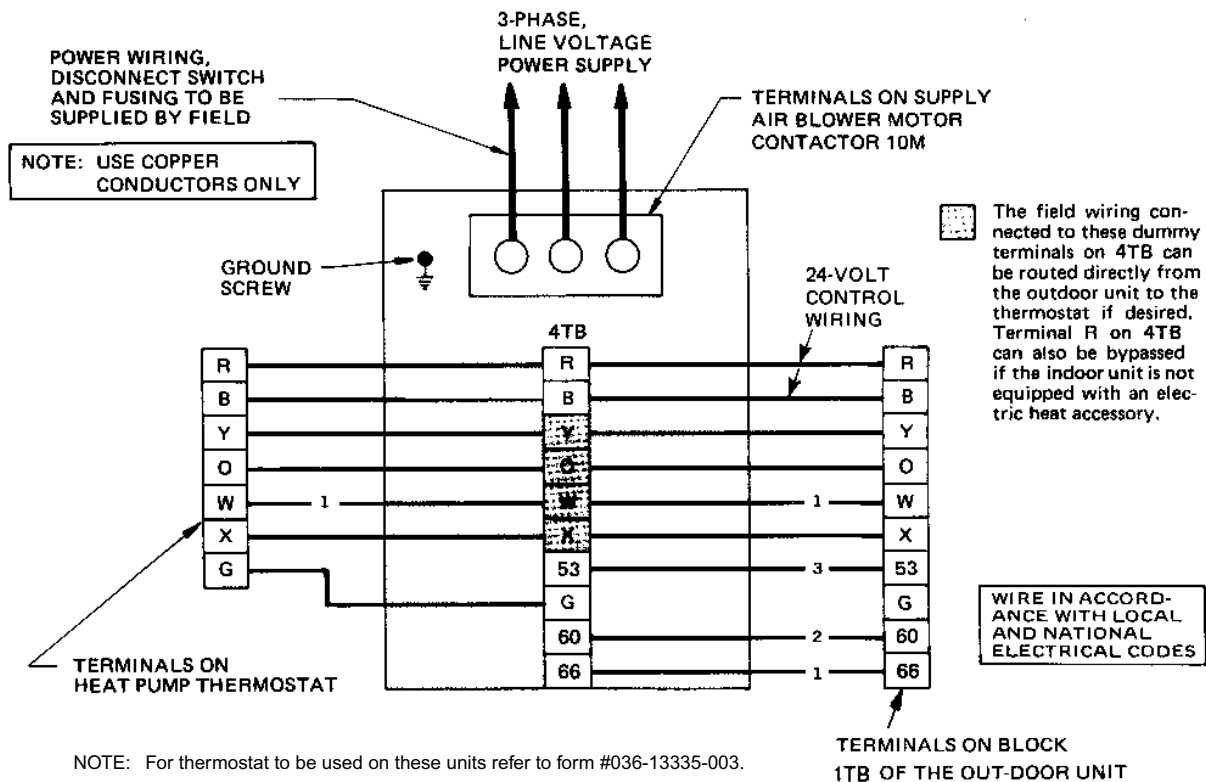 3-PHASE,
LINE VOLTAGE
POWER SUPPLY
POWER WIRING,
DISCONNECT SWITCH
AND FUSING TO BE
SUPPLIED BY FIELD
NOTE: USE COPPER
CONDUCTORS ONLY
TERMINALS ON SUPPLY
AIR BLOWER MOTOR
CONTACTOR 10M
GROUND
SCREW
24-VOLT
CONTROL
WIRING
The field wiring con-
nected to these dummy
terminals on 4TB can
be routed directly from
the outdoor unit to the
thermostat if desired.
Terminal R on 4TB
can also be bypassed
if the indoor unit is not
equipped with an elec-
tric heat accessory.
4TB
R R R
B B B
Y Y Y
O O O
W 1 W 1 W
X X X
G 53 3 53
G G
60 2 60
66 1 66
TERMINALS ON
HEAT PUMP THERMOSTAT
WIRE IN ACCORD-
ANCE WITH LOCAL
AND NATIONAL
ELECTRICAL CODES
TERMINALS ON BLOCK
1TB OF THE OUT-DOOR UNIT
NOTE: For thermostat to be used on these units refer to form #036-13335-003.